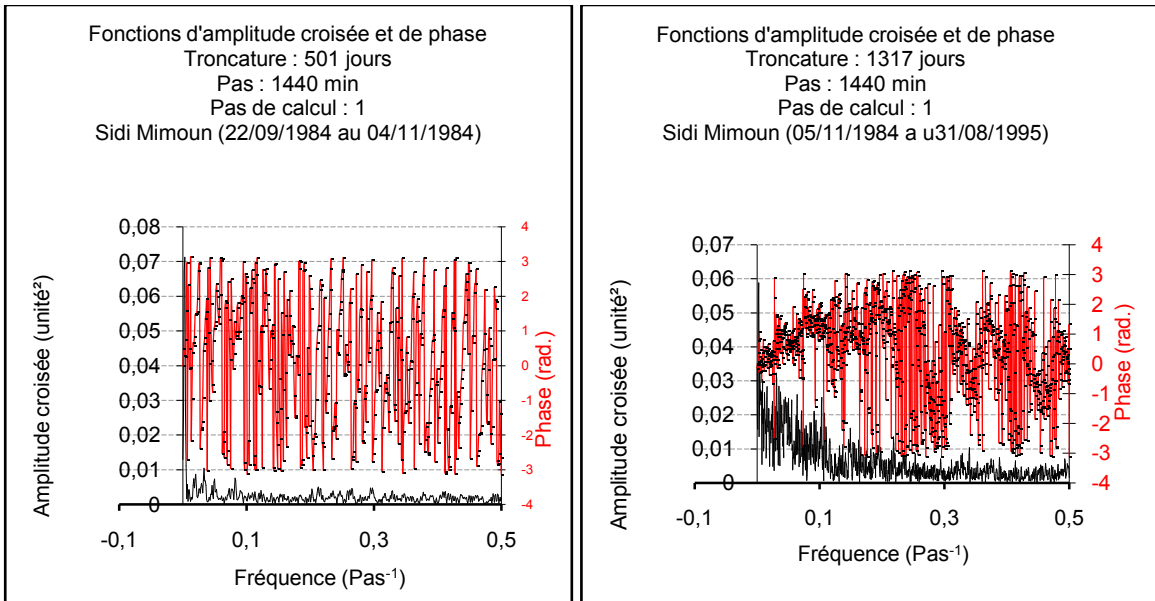 Fonctions d'amplitude croisée et de phase
Troncature : 501 jours
Pas : 1440 min
Pas de calcul : 1
Sidi Mimoun (22/09/1984 au 04/11/1984)
0,08
0,07
0,06
0,05
0,04
0,03
0,02
0,01
0
4
3
2
1
0
-1
-2
-3
-4
-0,1
0,1
0,3
0,5
Amplitude croisée (unité²)
Phase (rad.)
Fréquence (Pas⁻¹)
Fonctions d'amplitude croisée et de phase
Troncature : 1317 jours
Pas : 1440 min
Pas de calcul : 1
Sidi Mimoun (05/11/1984 a u31/08/1995)
0,07
0,06
0,05
0,04
0,03
0,02
0,01
0
4
3
2
1
0
-1
-2
-3
-4
-0,1
0,1
0,3
0,5
Amplitude croisée (unité²)
Phase (rad.)
Fréquence (Pas⁻¹)